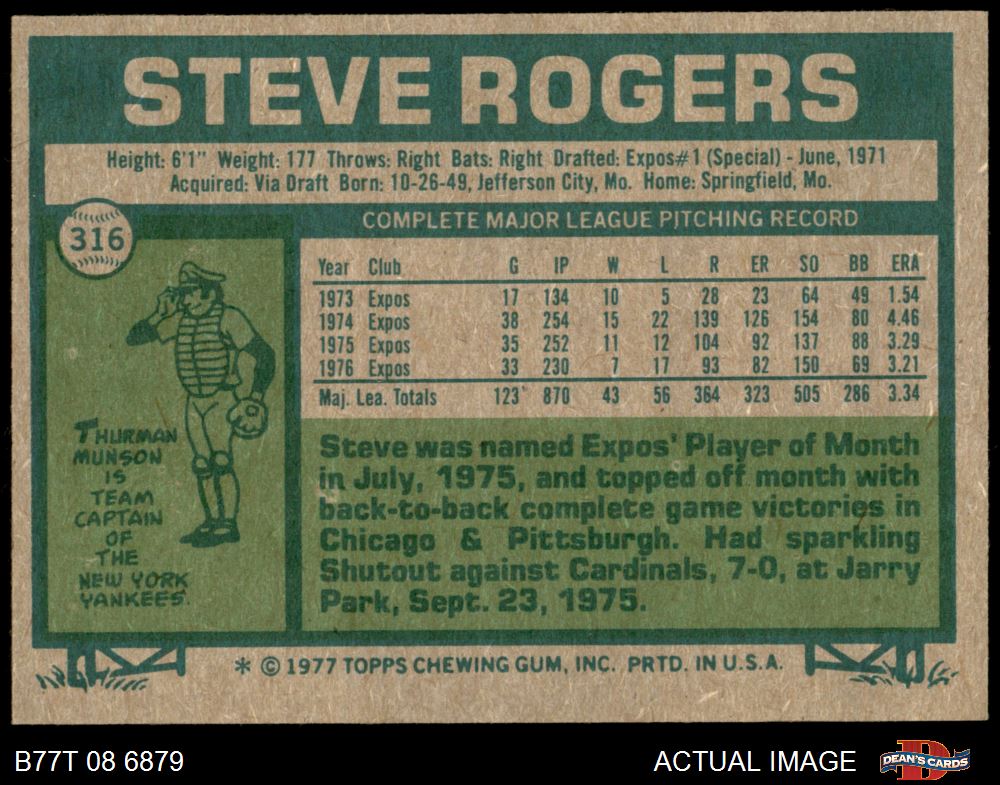 STEVE ROGERS
Height: 6'1" Weight: 177 Throws: Right Bats: Right Drafted: Expos#1 (Special) - June, 1971
Acquired: Via Draft Born: 10-26-49, Jefferson City, Mo. Home: Springfield, Mo.
316
COMPLETE MAJOR LEAGUE PITCHING RECORD
Year Club G IP W L R ER SO BB ERA
1973 Expos 17 134 10 5 28 23 64 49 1.54
1974 Expos 38 254 15 22 139 126 154 80 4.46
1975 Expos 35 252 11 12 104 92 137 88 3.29
1976 Expos 33 230 7 17 93 82 150 69 3.21
Maj. Lea. Totals 123 870 43 56 364 323 505 286 3.34
THURMAN
MUNSON
IS
TEAM
CAPTAIN
OF
THE
NEW YORK
YANKEES.
Steve was named Expos' Player of Month
in July, 1975, and topped off month with
back-to-back complete game victories in
Chicago & Pittsburgh. Had sparkling
Shutout against Cardinals, 7-0, at Jarry
Park, Sept. 23, 1975.
* © 1977 TOPPS CHEWING GUM, INC. PRTD. IN U.S.A.
B77T 08 6879
ACTUAL IMAGE
D
DEAN'S CARDS